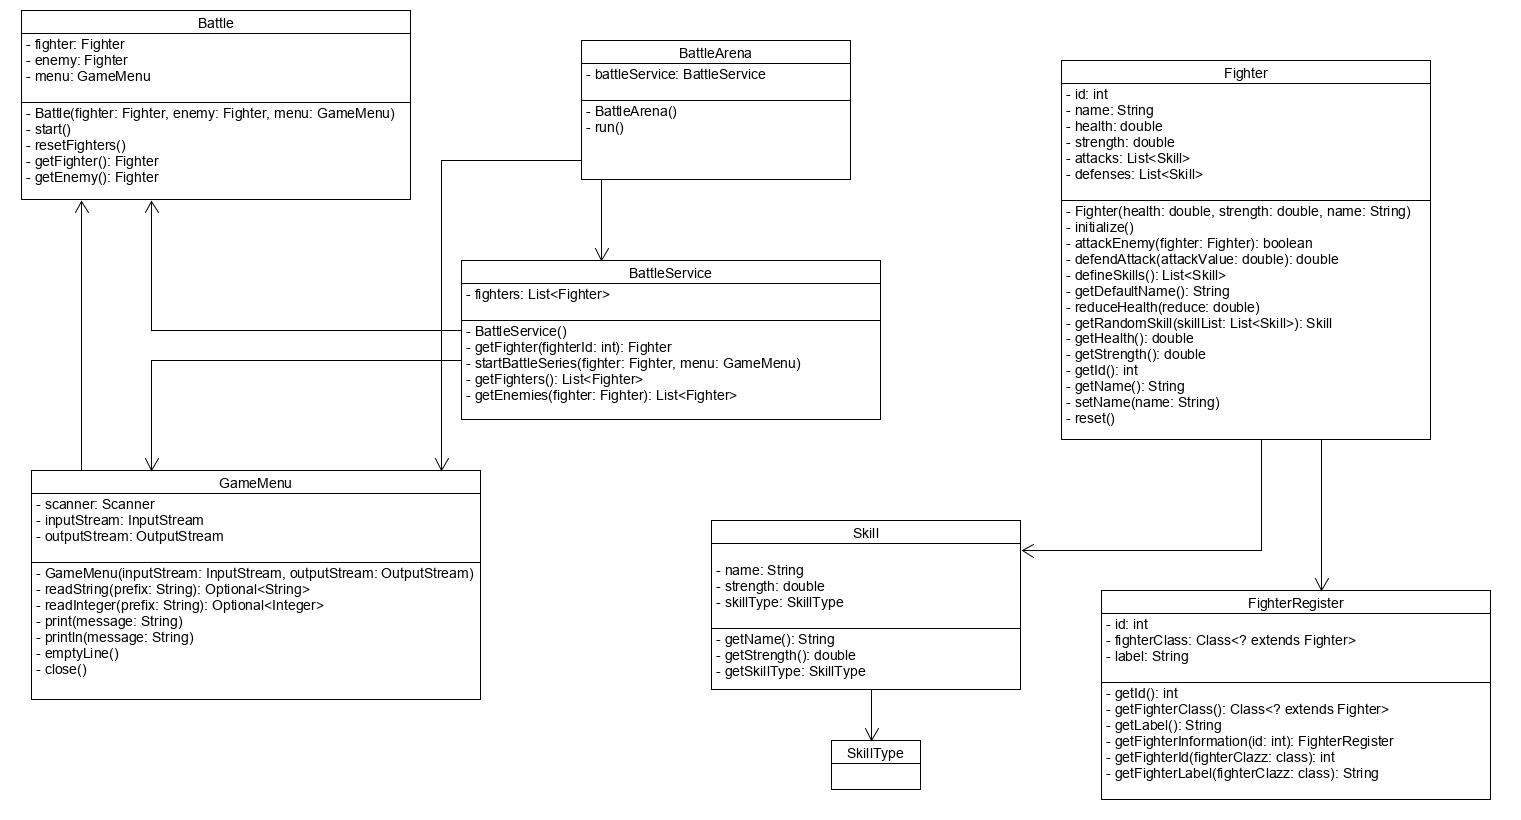 Battle
- fighter: Fighter
- enemy: Fighter
- menu: GameMenu
- Battle(fighter: Fighter, enemy: Fighter, menu: GameMenu)
- start()
- resetFighters()
- getFighter(): Fighter
- getEnemy(): Fighter
BattleArena
- battleService: BattleService
- BattleArena()
- run()
Fighter
- id: int
- name: String
- health: double
- strength: double
- attacks: List<Skill>
- defenses: List<Skill>
- Fighter(health: double, strength: double, name: String)
- initialize()
- attackEnemy(fighter: Fighter): boolean
- defendAttack(attackValue: double): double
- defineSkills(): List<Skill>
- getDefaultName(): String
- reduceHealth(reduce: double)
- getRandomSkill(skillList: List<Skill>): Skill
- getHealth(): double
- getStrength(): double
- getId(): int
- getName(): String
- setName(name: String)
- reset()
BattleService
- fighters: List<Fighter>
- BattleService()
- getFighter(fighterId: int): Fighter
- startBattleSeries(fighter: Fighter, menu: GameMenu)
- getFighters(): List<Fighter>
- getEnemies(fighter: Fighter): List<Fighter>
GameMenu
- scanner: Scanner
- inputStream: InputStream
- outputStream: OutputStream
- GameMenu(inputStream: InputStream, outputStream: OutputStream)
- readString(prefix: String): Optional<String>
- readInteger(prefix: String): Optional<Integer>
- print(message: String)
- println(message: String)
- emptyLine()
- close()
Skill
- name: String
- strength: double
- skillType: SkillType
- getName(): String
- getStrength(): double
- getSkillType: SkillType
SkillType
FighterRegister
- id: int
- fighterClass: Class<? extends Fighter>
- label: String
- getId(): int
- getFighterClass(): Class<? extends Fighter>
- getLabel(): String
- getFighterInformation(id: int): FighterRegister
- getFighterId(fighterClazz: class): int
- getFighterLabel(fighterClazz: class): String